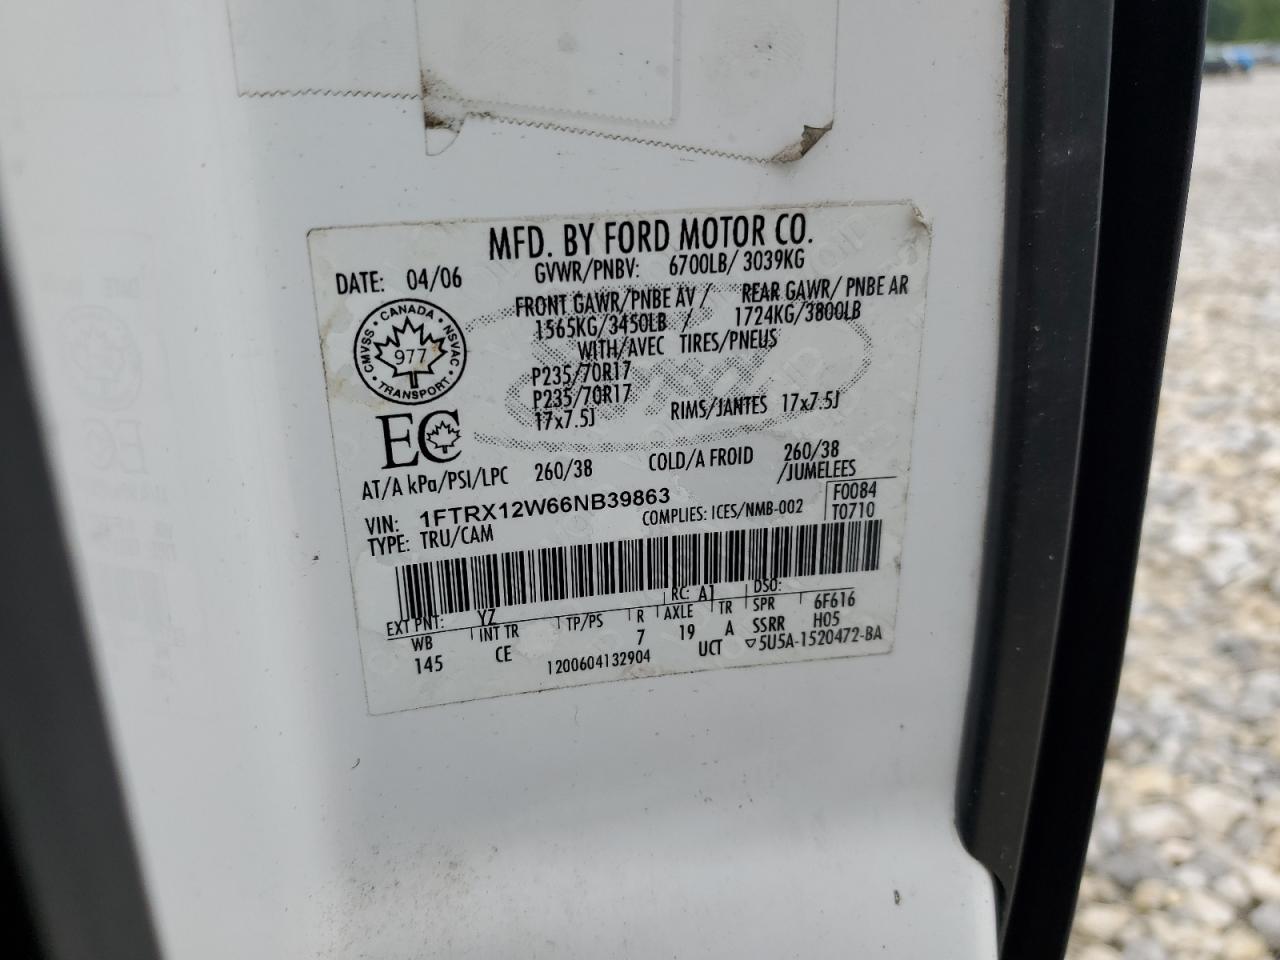 MFD. BY FORD MOTOR CO.
DATE: 04/06 GVWR/PNBV: 6700LB/ 3039KG
FRONT GAWR/PNBE AV / REAR GAWR/ PNBE AR
1565KG/3450LB / 1724KG/3800LB
WITH/AVEC TIRES/PNEUS
CANADA
CMVSS
NSVAC
977
TRANSPORT
P235/70R17
P235/70R17
17x7.5J RIMS/JANTES 17x7.5J
EC
AT/A kPa/PSI/LPC 260/38 COLD/A FROID 260/38
/JUMELEES
VIN: 1FTRX12W66NB39863 F0084
TYPE: TRU/CAM COMPLIES: ICES/NMB-002 T0710
EXT PNT: YZ RC: A1 DSO:
WB INT TR TP/PS R AXLE TR SPR 6F616
145 CE 7 19 A SSRR H05
1200604132904 UCT ▽5U5A-1520472-BA